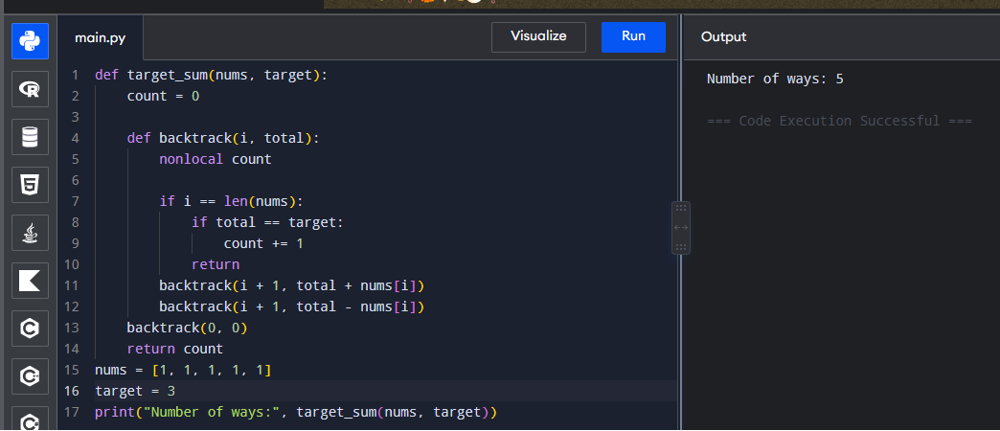 main.py
Visualize
Run
Output
1 def target_sum(nums, target):
2     count = 0
3
4     def backtrack(i, total):
5         nonlocal count
6
7         if i == len(nums):
8             if total == target:
9                 count += 1
10             return
11         backtrack(i + 1, total + nums[i])
12         backtrack(i + 1, total - nums[i])
13     backtrack(0, 0)
14     return count
15 nums = [1, 1, 1, 1, 1]
16 target = 3
17 print("Number of ways:", target_sum(nums, target))
Number of ways: 5
=== Code Execution Successful ===